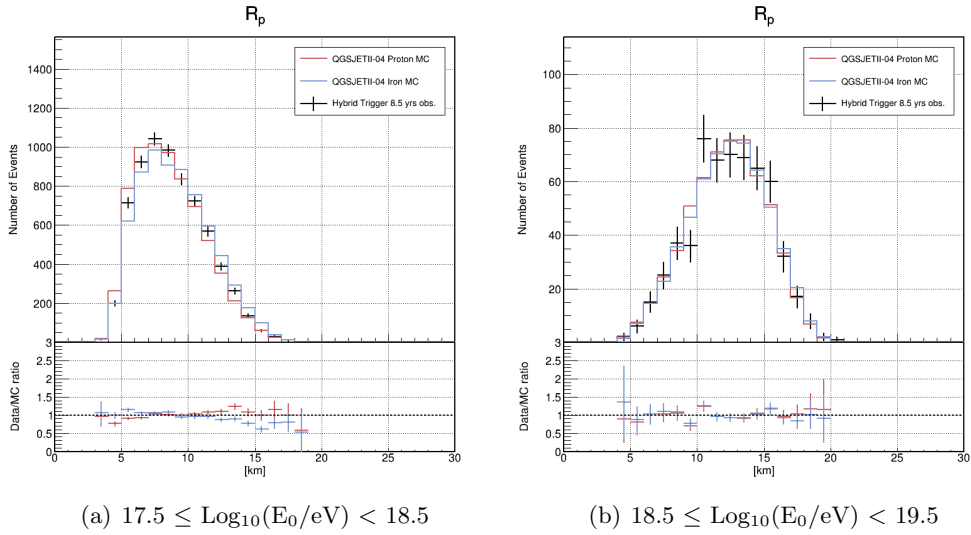 R_p
Number of Events
1400
1200
1000
800
600
400
200
QGSJETII-04 Proton MC
QGSJETII-04 Iron MC
Hybrid Trigger 8.5 yrs obs.
Data/MC ratio
3
2.5
2
1.5
1
0.5
0
0 5 10 15 20 25 30
[km]
(a) 17.5 ≤ Log₁₀(E₀/eV) < 18.5
R_p
Number of Events
100
80
60
40
20
QGSJETII-04 Proton MC
QGSJETII-04 Iron MC
Hybrid Trigger 8.5 yrs obs.
Data/MC ratio
3
2.5
2
1.5
1
0.5
0
0 5 10 15 20 25 30
[km]
(b) 18.5 ≤ Log₁₀(E₀/eV) < 19.5